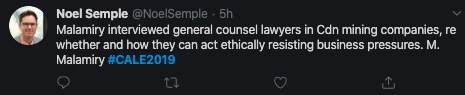 Noel Semple @NoelSemple · 5h
Malamiry interviewed general counsel lawyers in Cdn mining companies, re
whether and how they can act ethically resisting business pressures. M.
Malamiry #CALE2019